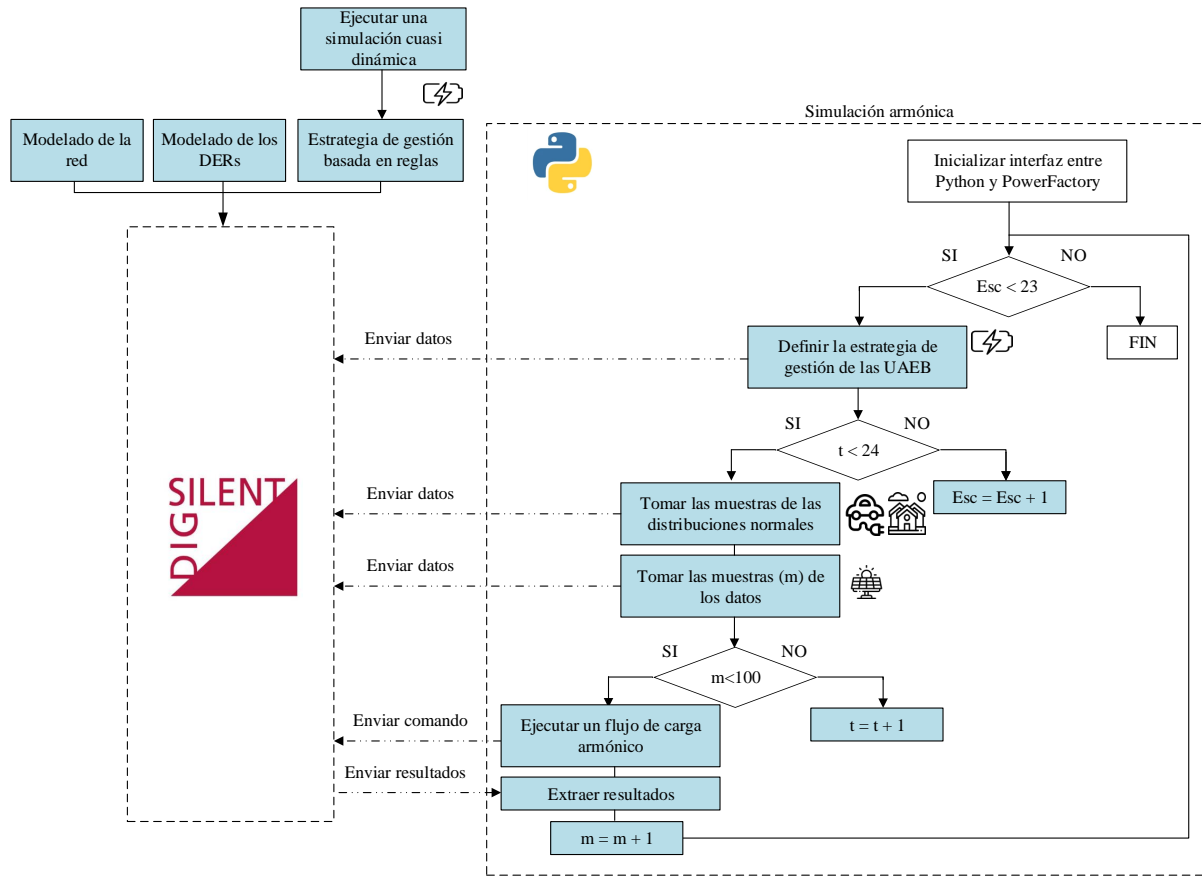 Ejecutar una
simulación cuasi
dinámica
Modelado de la
red
Modelado de los
DERs
Estrategia de gestión
basada en reglas
Simulación armónica
Inicializar interfaz entre
Python y PowerFactory
SI
NO
Esc < 23
Enviar datos
Definir la estrategia de
gestión de las UAEB
FIN
SI
NO
t < 24
Enviar datos
Tomar las muestras de las
distribuciones normales
Esc = Esc + 1
DIG
SILENT
Enviar datos
Tomar las muestras (m) de
los datos
SI
NO
m<100
Enviar comando
Ejecutar un flujo de carga
armónico
t = t + 1
Enviar resultados
Extraer resultados
m = m + 1